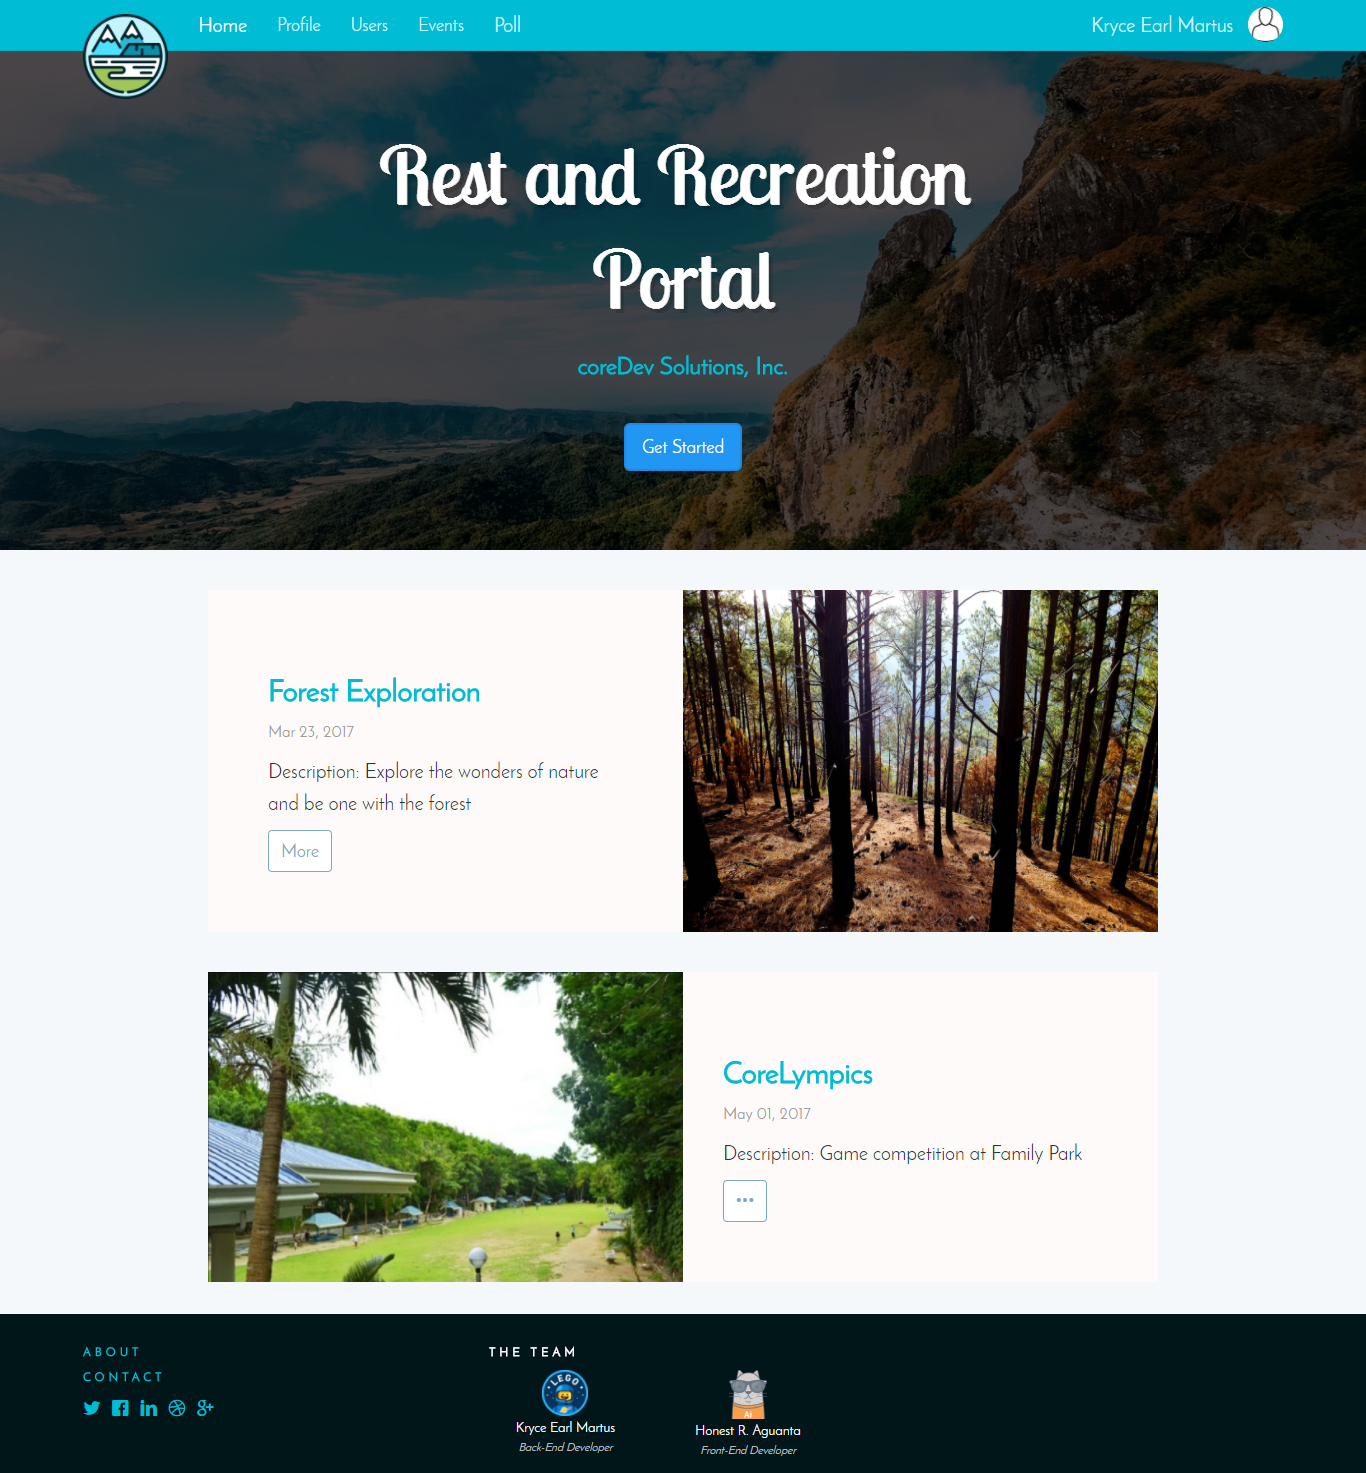 Home Profile Users Events Poll Kryce Earl Martus
Rest and Recreation
Portal
coreDev Solutions, Inc.
Get Started
Forest Exploration
Mar 23, 2017
Description: Explore the wonders of nature
and be one with the forest
More
CoreLympics
May 01, 2017
Description: Game competition at Family Park
•••
ABOUT
CONTACT
THE TEAM
LEGO
Kryce Earl Martus
Back-End Developer
Ai
Honest R. Aguanta
Front-End Developer